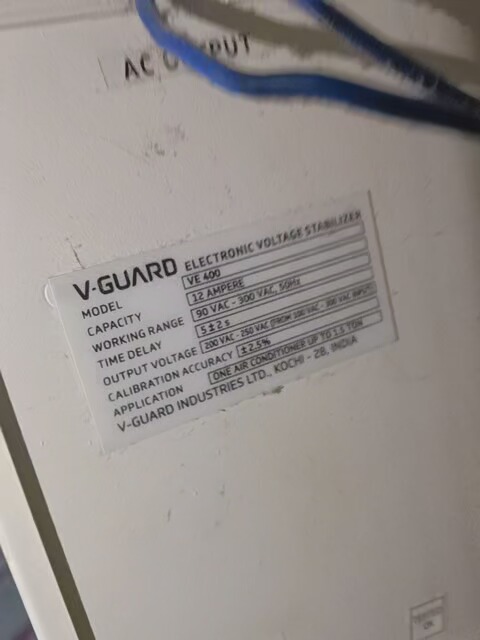 AC OUTPUT
V-GUARD ELECTRONIC VOLTAGE STABILIZER
MODEL VE 400
CAPACITY 12 AMPERE
WORKING RANGE 90 VAC - 300 VAC, 50Hz
TIME DELAY 5 ± 2 s
OUTPUT VOLTAGE 200 VAC - 250 VAC (FROM 100 VAC - 300 VAC INPUT)
CALIBRATION ACCURACY ± 2.5%
APPLICATION ONE AIR CONDITIONER UP TO 1.5 TON
V-GUARD INDUSTRIES LTD., KOCHI - 28, INDIA
OK